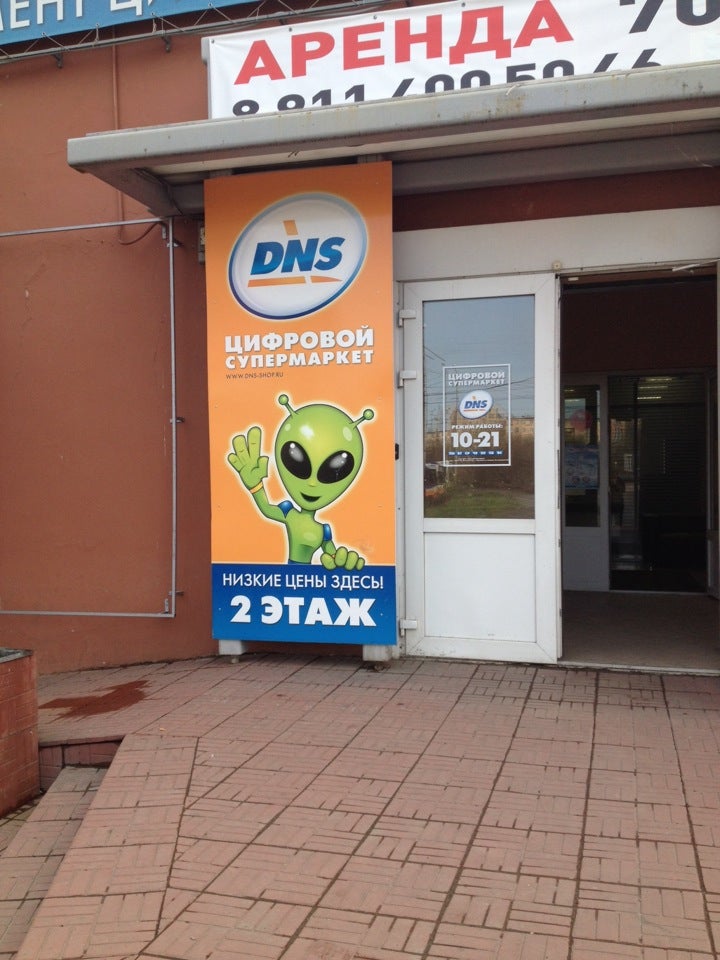 АРЕНДА
DNS
ЦИФРОВОЙ
СУПЕРМАРКЕТ
WWW.DNS-SHOP.RU
НИЗКИЕ ЦЕНЫ ЗДЕСЬ!
2 ЭТАЖ
ЦИФРОВОЙ
СУПЕРМАРКЕТ
DNS
РЕЖИМ РАБОТЫ:
10-21